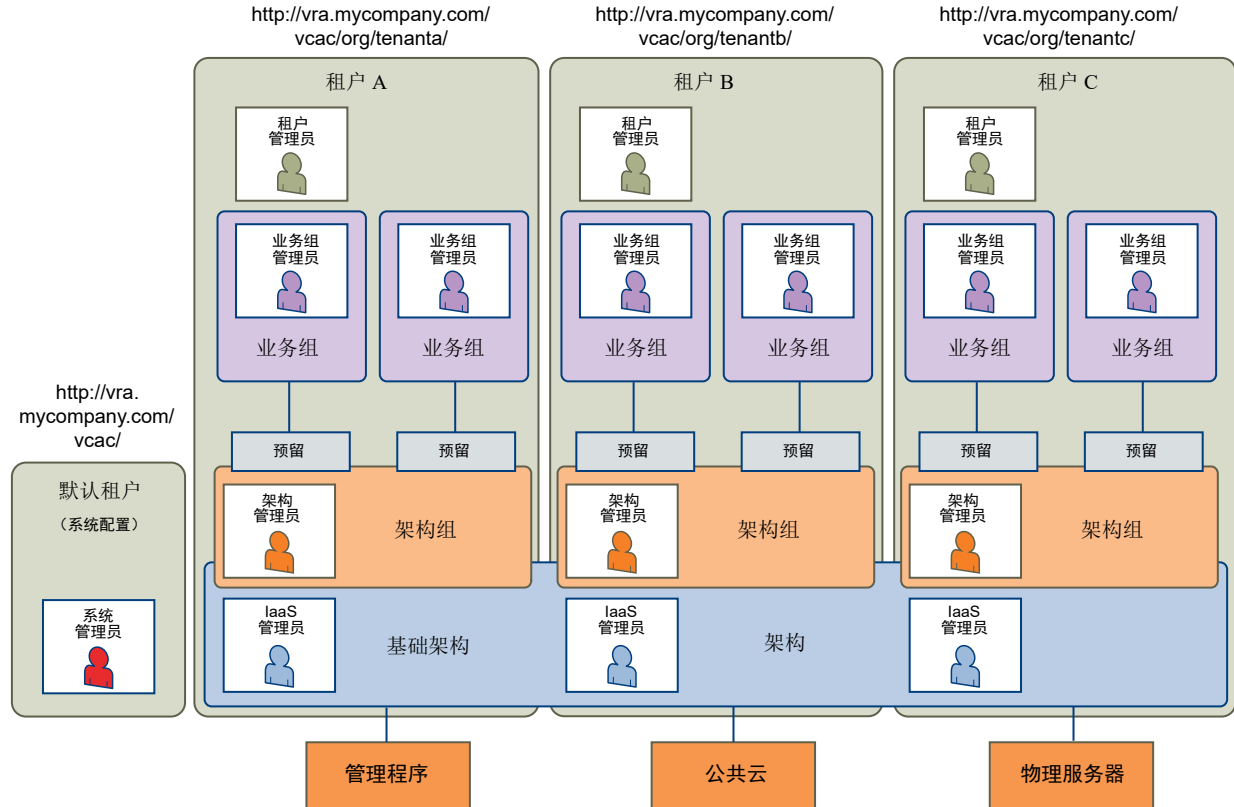 http://vra.mycompany.com/
vcac/org/tenanta/
http://vra.mycompany.com/
vcac/org/tenantb/
http://vra.mycompany.com/
vcac/org/tenantc/
租户 A
租户 B
租户 C
租户
管理员
租户
管理员
租户
管理员
业务组
管理员
业务组
管理员
业务组
管理员
业务组
管理员
业务组
管理员
业务组
管理员
业务组
业务组
业务组
业务组
业务组
业务组
http://vra.
mycompany.com/
vcac/
预留
预留
预留
预留
预留
预留
默认租户
（系统配置）
架构
管理员
架构组
架构
管理员
架构组
架构
管理员
架构组
系统
管理员
IaaS
管理员
基础架构
IaaS
管理员
架构
IaaS
管理员
管理程序
公共云
物理服务器